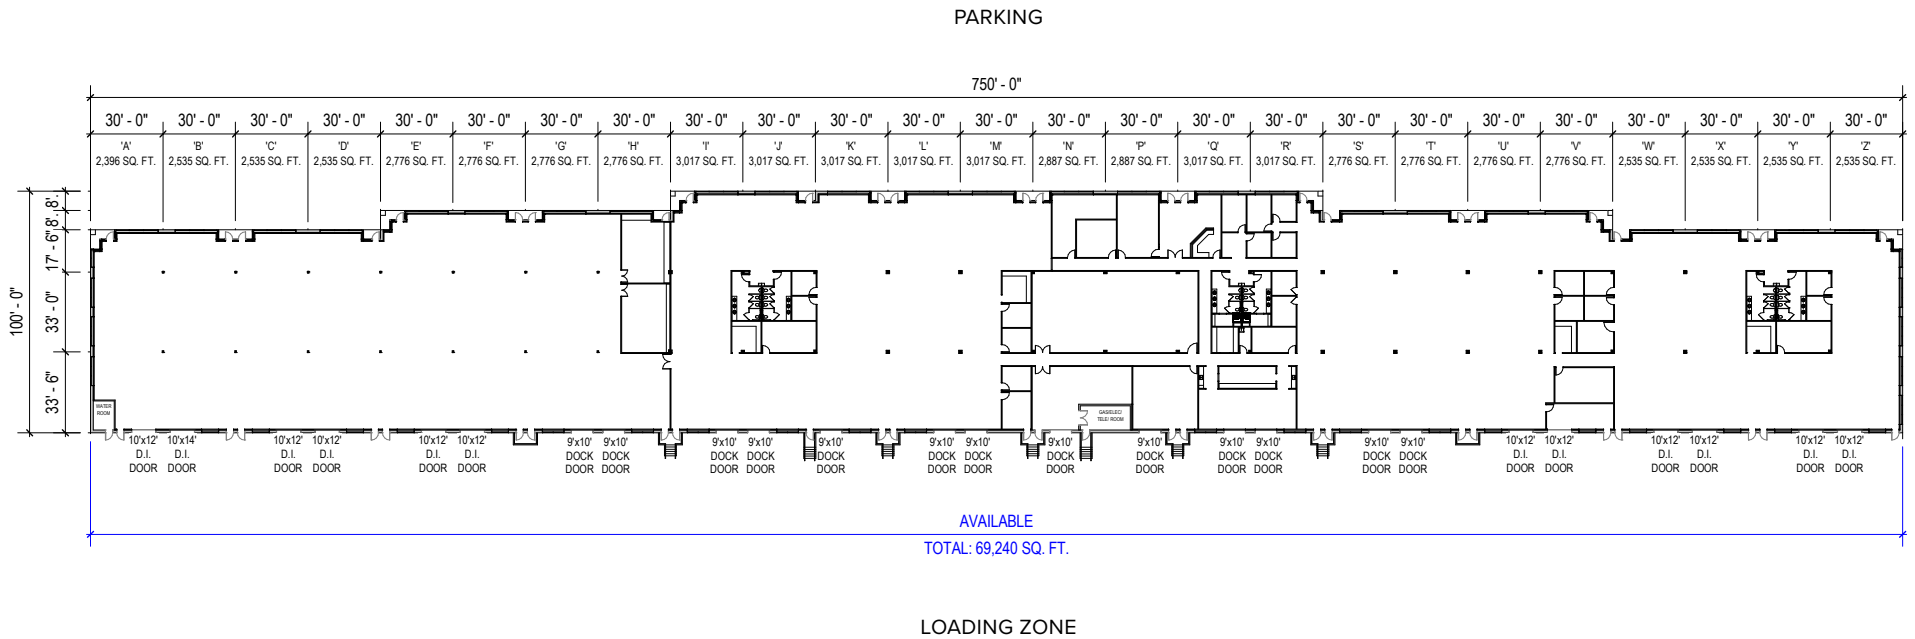 PARKING
750' - 0"
30' - 0" 30' - 0" 30' - 0" 30' - 0" 30' - 0" 30' - 0" 30' - 0" 30' - 0" 30' - 0" 30' - 0" 30' - 0" 30' - 0" 30' - 0" 30' - 0" 30' - 0" 30' - 0" 30' - 0" 30' - 0" 30' - 0" 30' - 0" 30' - 0" 30' - 0" 30' - 0" 30' - 0" 30' - 0"
'A' 'B' 'C' 'D' 'E' 'F' 'G' 'H' 'I' 'J' 'K' 'L' 'M' 'N' 'P' 'Q' 'R' 'S' 'T' 'U' 'V' 'W' 'X' 'Y' 'Z'
2,396 SQ. FT. 2,535 SQ. FT. 2,535 SQ. FT. 2,535 SQ. FT. 2,776 SQ. FT. 2,776 SQ. FT. 2,776 SQ. FT. 2,776 SQ. FT. 3,017 SQ. FT. 3,017 SQ. FT. 3,017 SQ. FT. 3,017 SQ. FT. 3,017 SQ. FT. 2,887 SQ. FT. 2,887 SQ. FT. 3,017 SQ. FT. 3,017 SQ. FT. 2,776 SQ. FT. 2,776 SQ. FT. 2,776 SQ. FT. 2,776 SQ. FT. 2,535 SQ. FT. 2,535 SQ. FT. 2,535 SQ. FT. 2,535 SQ. FT.
100' - 0"
8'
8'
17' - 6"
33' - 0"
33' - 6"
WATER
ROOM
GAS/ELEC/
TELE/ ROOM
10'x12' 10'x14' 10'x12' 10'x12' 10'x12' 10'x12' 9'x10' 9'x10' 9'x10' 9'x10' 9'x10' 9'x10' 9'x10' 9'x10' 9'x10' 9'x10' 9'x10' 9'x10' 9'x10' 10'x12' 10'x12' 10'x12' 10'x12' 10'x12' 10'x12'
D.I. D.I. D.I. D.I. D.I. D.I. DOCK DOCK DOCK DOCK DOCK DOCK DOCK DOCK DOCK DOCK DOCK DOCK DOCK D.I. D.I. D.I. D.I. D.I. D.I.
DOOR DOOR DOOR DOOR DOOR DOOR DOOR DOOR DOOR DOOR DOOR DOOR DOOR DOOR DOOR DOOR DOOR DOOR DOOR DOOR DOOR DOOR DOOR DOOR DOOR
AVAILABLE
TOTAL: 69,240 SQ. FT.
LOADING ZONE